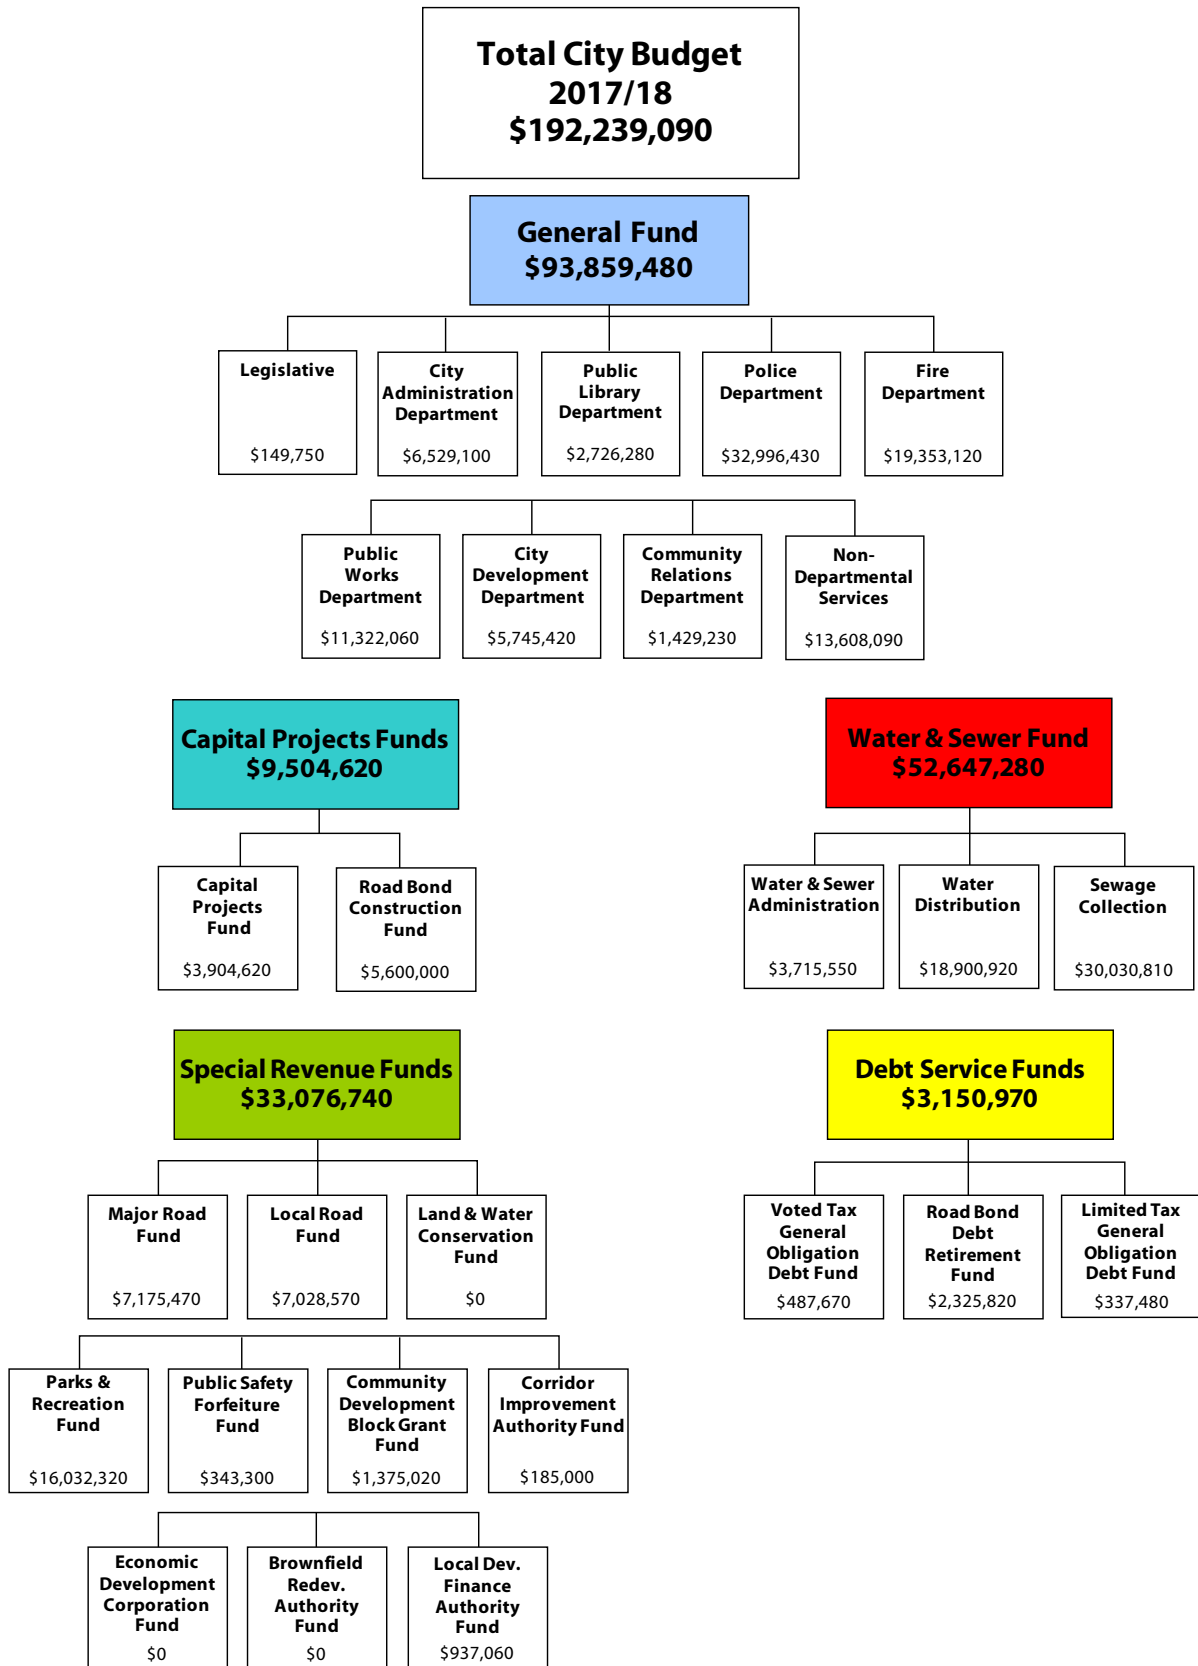 Total City Budget
2017/18
$192,239,090
General Fund
$93,859,480
Legislative
$149,750
City
Administration
Department
$6,529,100
Public
Library
Department
$2,726,280
Police
Department
$32,996,430
Fire
Department
$19,353,120
Public
Works
Department
$11,322,060
City
Development
Department
$5,745,420
Community
Relations
Department
$1,429,230
Non-
Departmental
Services
$13,608,090
Capital Projects Funds
$9,504,620
Capital
Projects
Fund
$3,904,620
Road Bond
Construction
Fund
$5,600,000
Water & Sewer Fund
$52,647,280
Water & Sewer
Administration
$3,715,550
Water
Distribution
$18,900,920
Sewage
Collection
$30,030,810
Special Revenue Funds
$33,076,740
Major Road
Fund
$7,175,470
Local Road
Fund
$7,028,570
Land & Water
Conservation
Fund
$0
Parks &
Recreation
Fund
$16,032,320
Public Safety
Forfeiture
Fund
$343,300
Community
Development
Block Grant
Fund
$1,375,020
Corridor
Improvement
Authority Fund
$185,000
Economic
Development
Corporation
Fund
$0
Brownfield
Redev.
Authority
Fund
$0
Local Dev.
Finance
Authority
Fund
$937,060
Debt Service Funds
$3,150,970
Voted Tax
General
Obligation
Debt Fund
$487,670
Road Bond
Debt
Retirement
Fund
$2,325,820
Limited Tax
General
Obligation
Debt Fund
$337,480